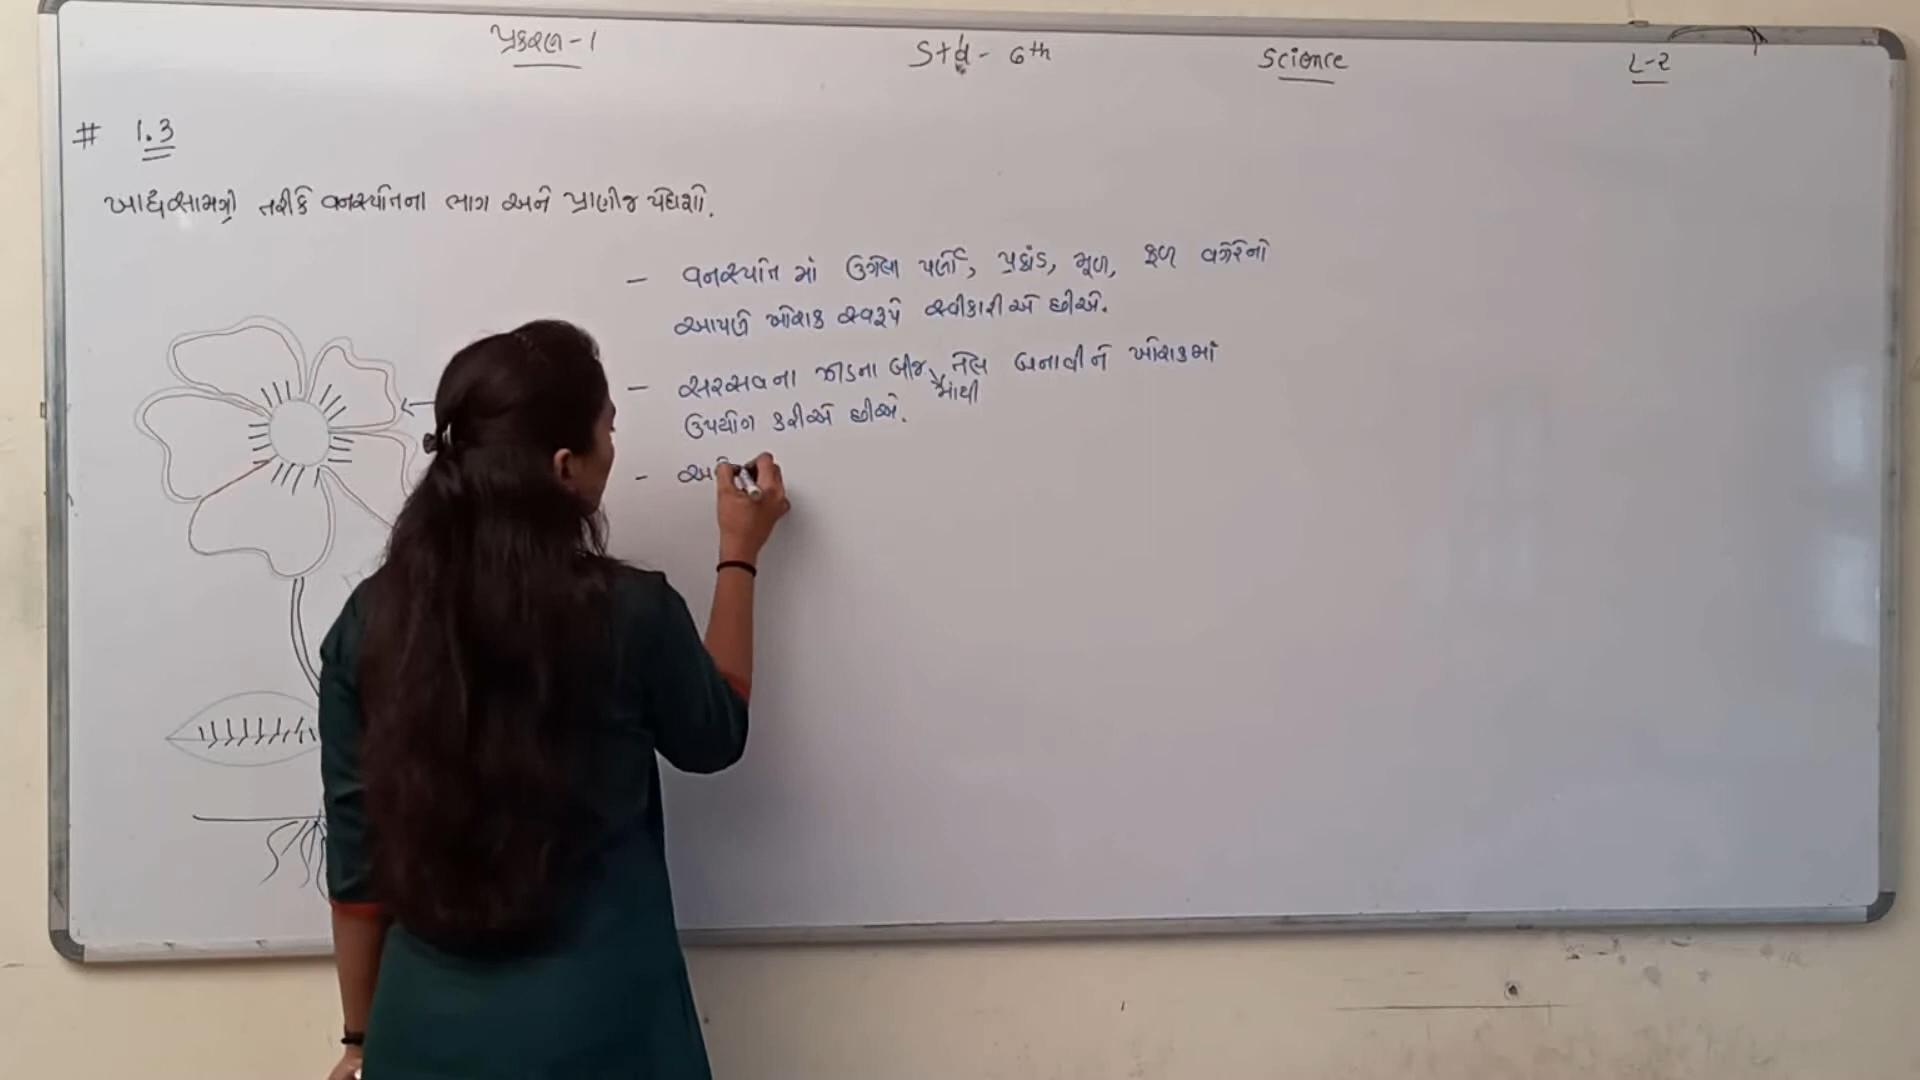 પ્રકરણ-1 Std - 6th Science L-2
# 1.3
ખાદ્યસામગ્રી તરીકે વનસ્પતિના ભાગ અને પ્રાણીજ પેદાશો.
- વનસ્પતિ માં ઉગેલા પર્ણો, પ્રકાંડ, મૂળ, ફળ વગેરેનો
આપણે ખોરાક સ્વરૂપે સ્વીકારીએ છીએ.
- સરસવના ઝાડના બીજ માંથી તેલ બનાવીને ખોરાકમાં
ઉપયોગ કરીએ છીએ.
-